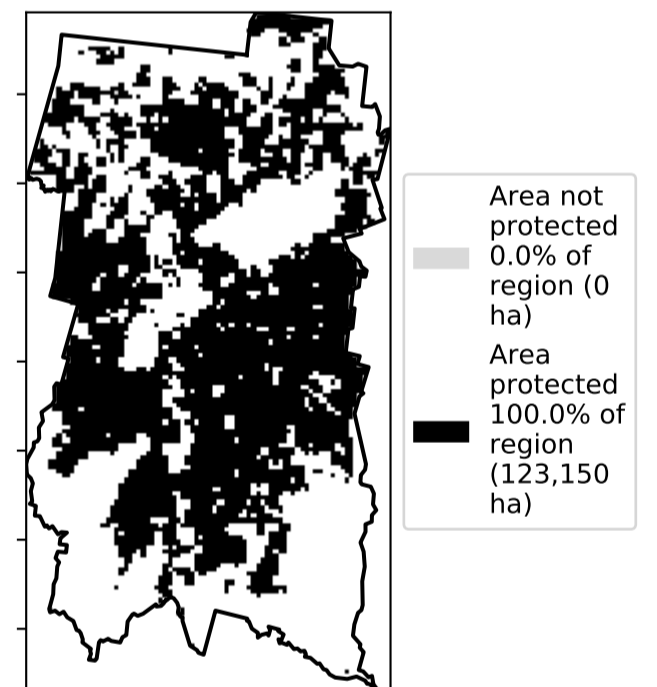 Area not
protected
0.0% of
region (0
ha)
Area
protected
100.0% of
region
(123,150
ha)